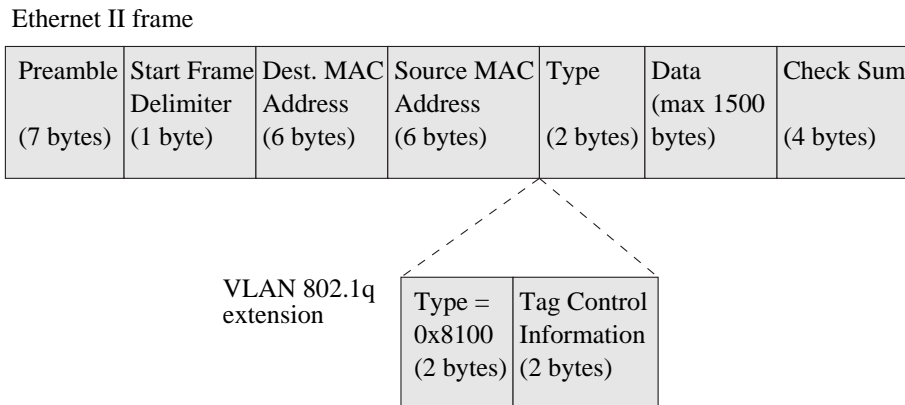 Ethernet II frame
Preamble
(7 bytes)
Start Frame
Delimiter
(1 byte)
Dest. MAC
Address
(6 bytes)
Source MAC
Address
(6 bytes)
Type
(2 bytes)
Data
(max 1500
bytes)
Check Sum
(4 bytes)
VLAN 802.1q
extension
Type =
0x8100
(2 bytes)
Tag Control
Information
(2 bytes)